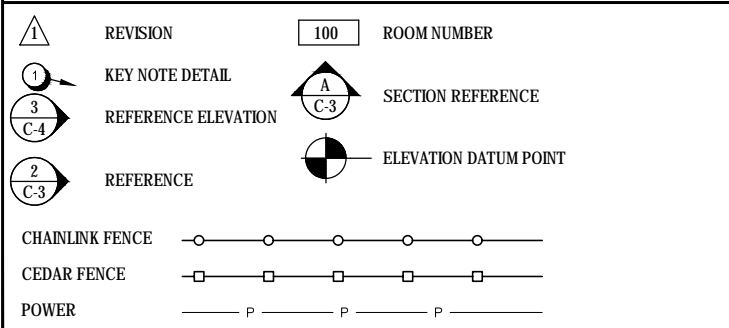 1 REVISION
100 ROOM NUMBER
1 KEY NOTE DETAIL
3
C-4
REFERENCE ELEVATION
A
C-3
SECTION REFERENCE
ELEVATION DATUM POINT
2
C-3
REFERENCE
CHAINLINK FENCE
CEDAR FENCE
POWER P P P